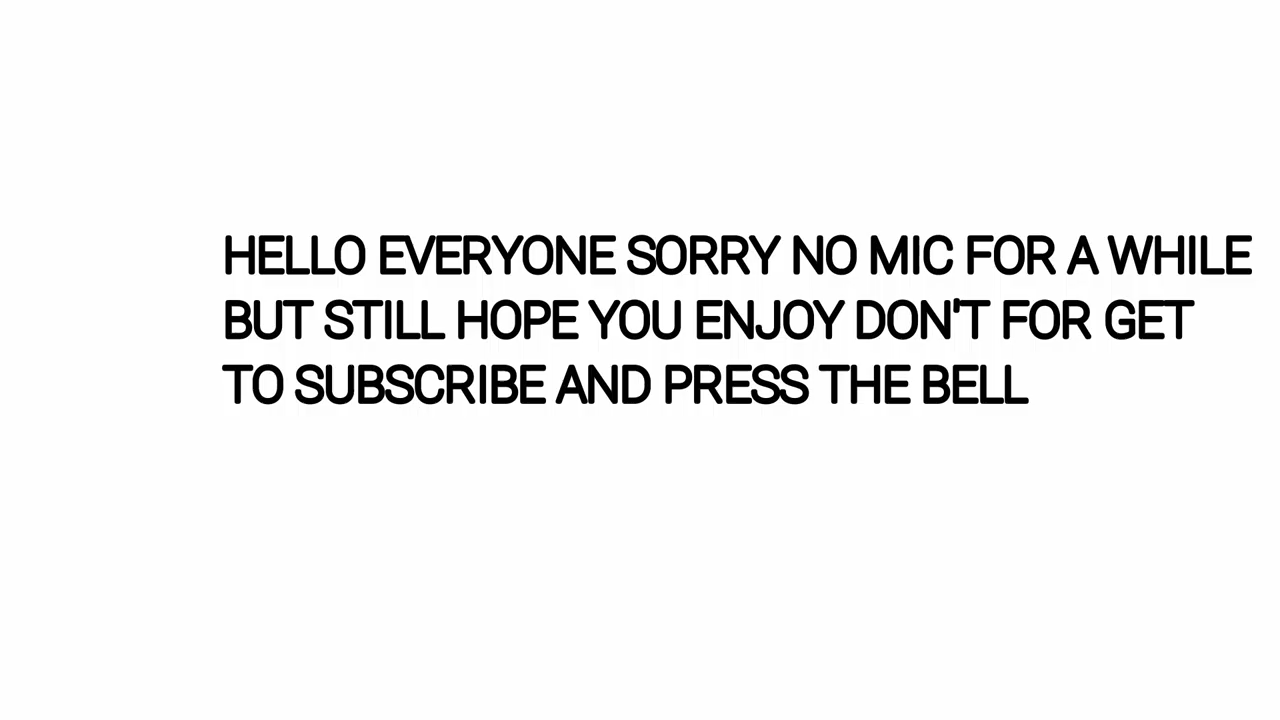 HELLO EVERYONE SORRY NO MIC FOR A WHILE
BUT STILL HOPE YOU ENJOY DON'T FOR GET
TO SUBSCRIBE AND PRESS THE BELL